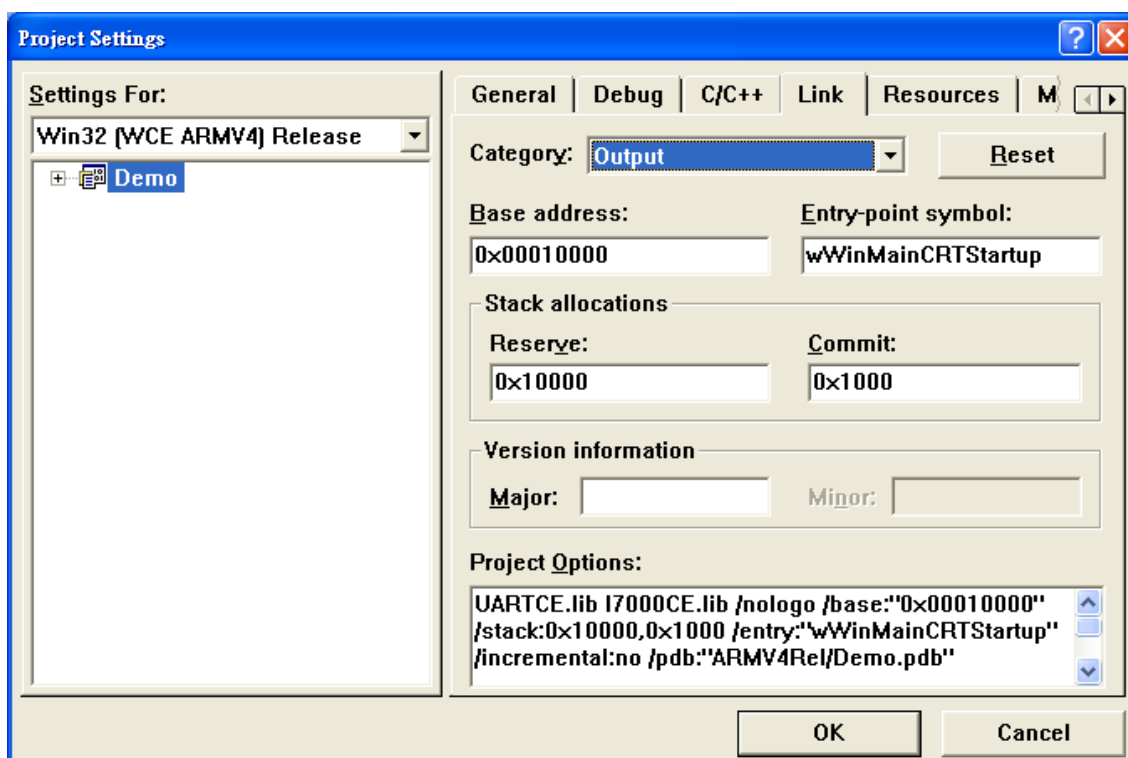 Project Settings
Settings For:
Win32 (WCE ARMV4) Release
Demo
General Debug C/C++ Link Resources M
Category: Output Reset
Base address: Entry-point symbol:
0x00010000 wWinMainCRTStartup
Stack allocations
Reserve: Commit:
0x10000 0x1000
Version information
Major: Minor:
Project Options:
UARTCE.lib I7000CE.lib /nologo /base:"0x00010000"
/stack:0x10000,0x1000 /entry:"wWinMainCRTStartup"
/incremental:no /pdb:"ARMV4Rel/Demo.pdb"
OK Cancel